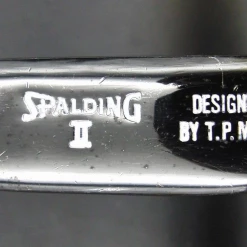 SPALDING
II
DESIGN
BY T.P.